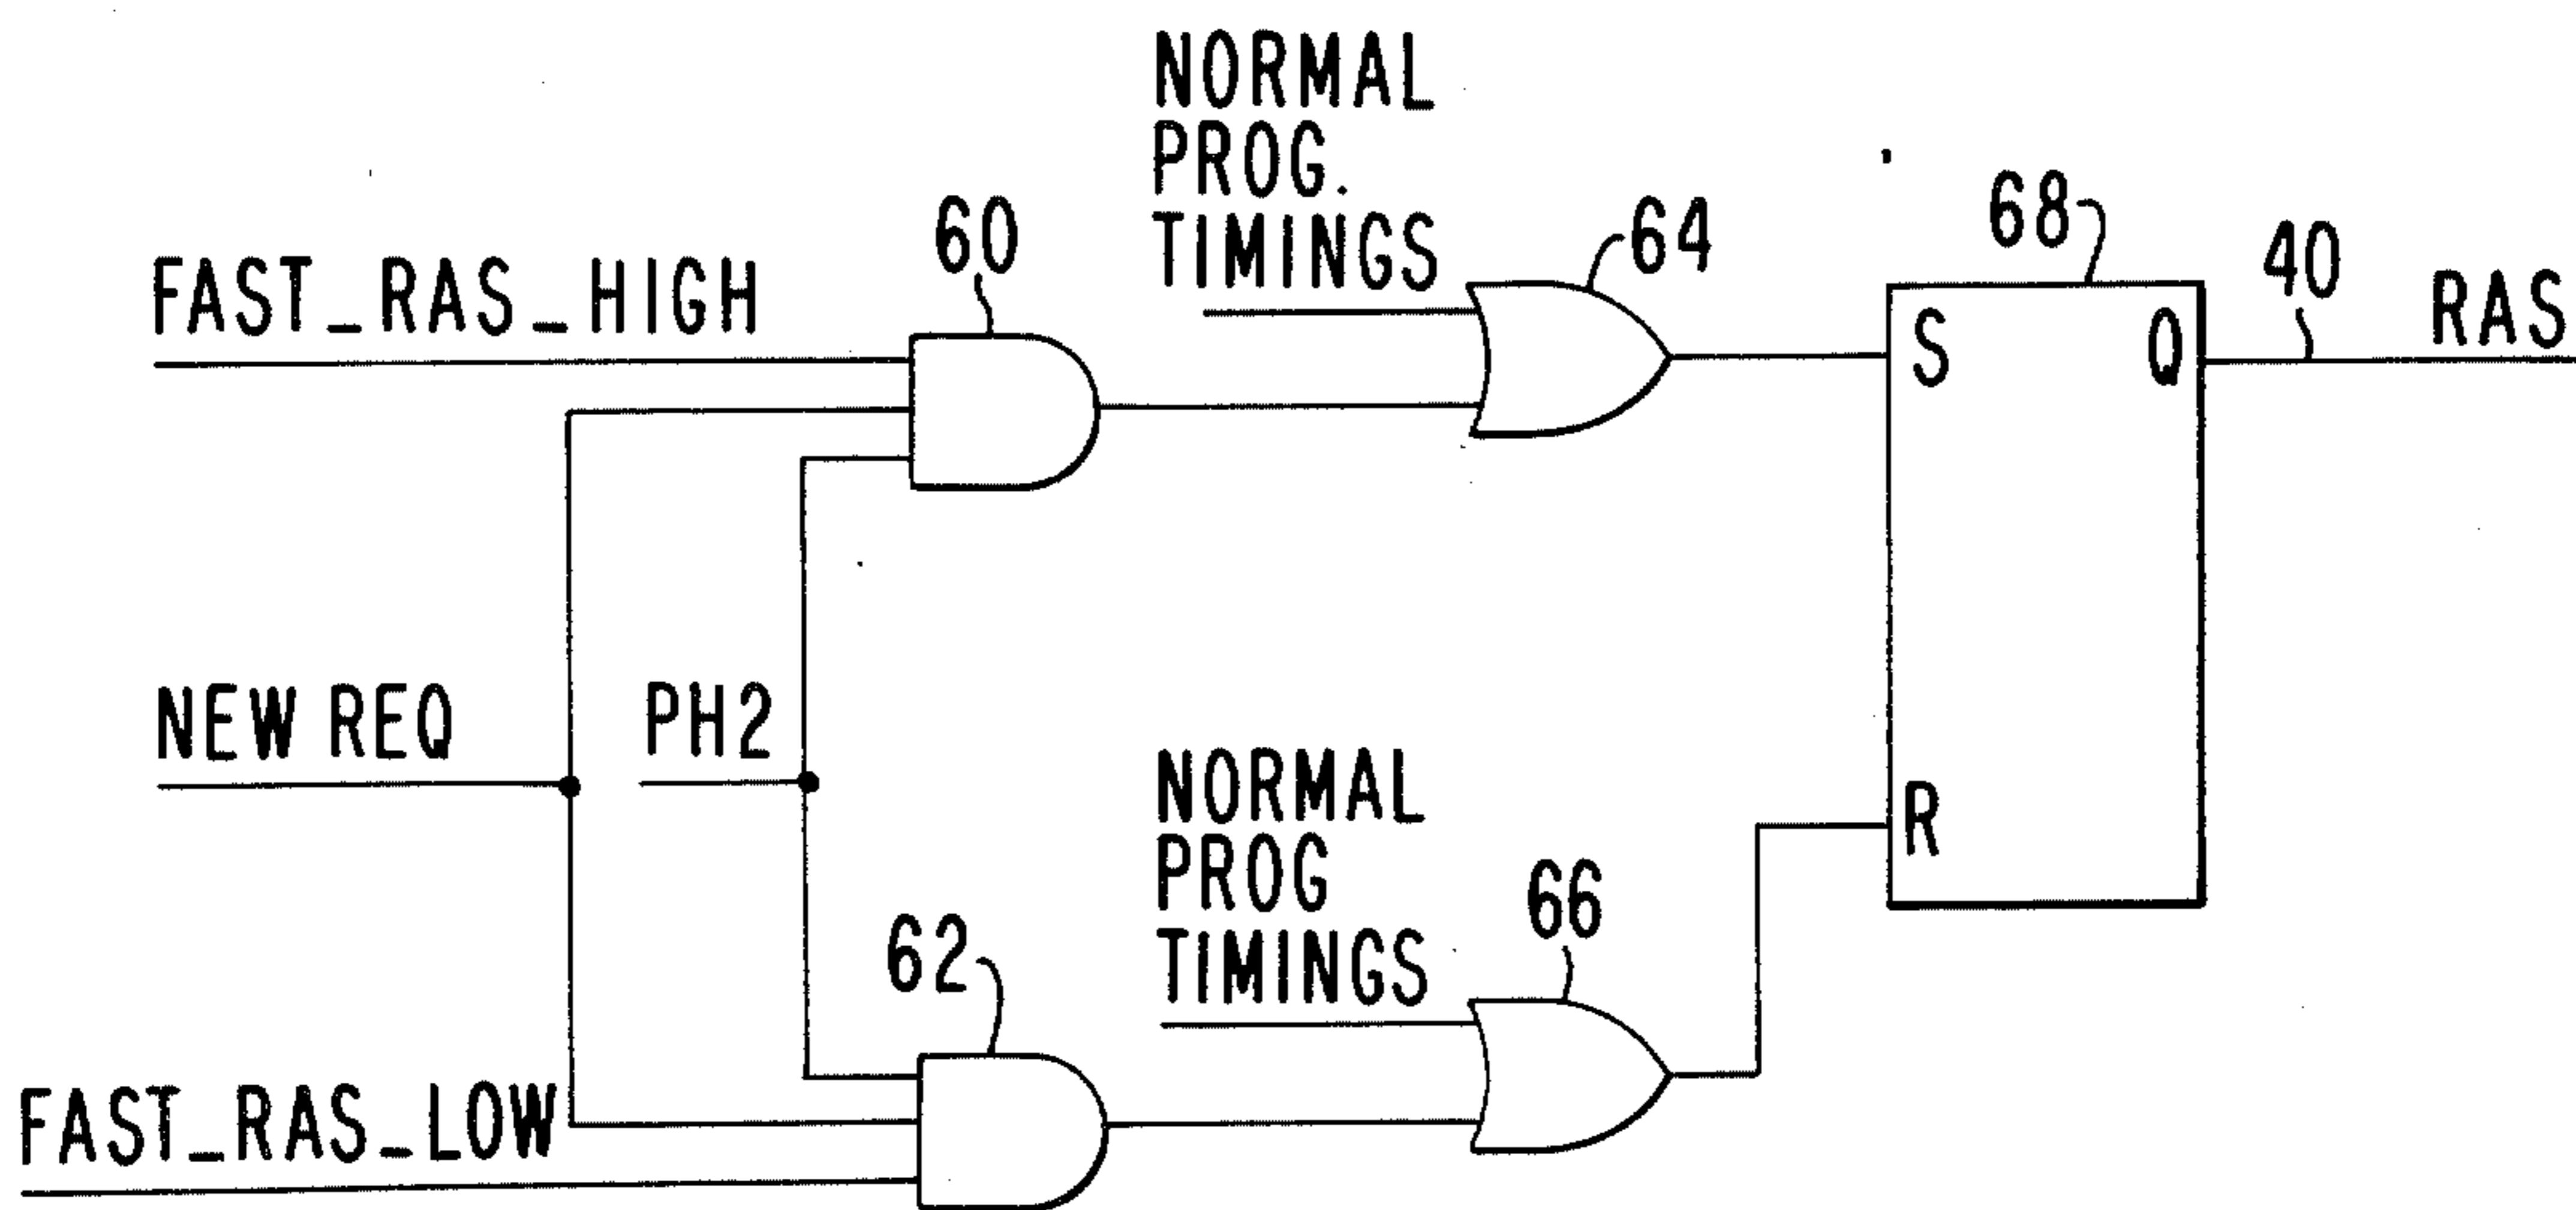 NORMAL
PROG.
TIMINGS
60
64
68
40
RAS
FAST_RAS_HIGH
S
Q
NEW REQ
PH2
NORMAL
PROG
TIMINGS
R
66
62
FAST_RAS_LOW